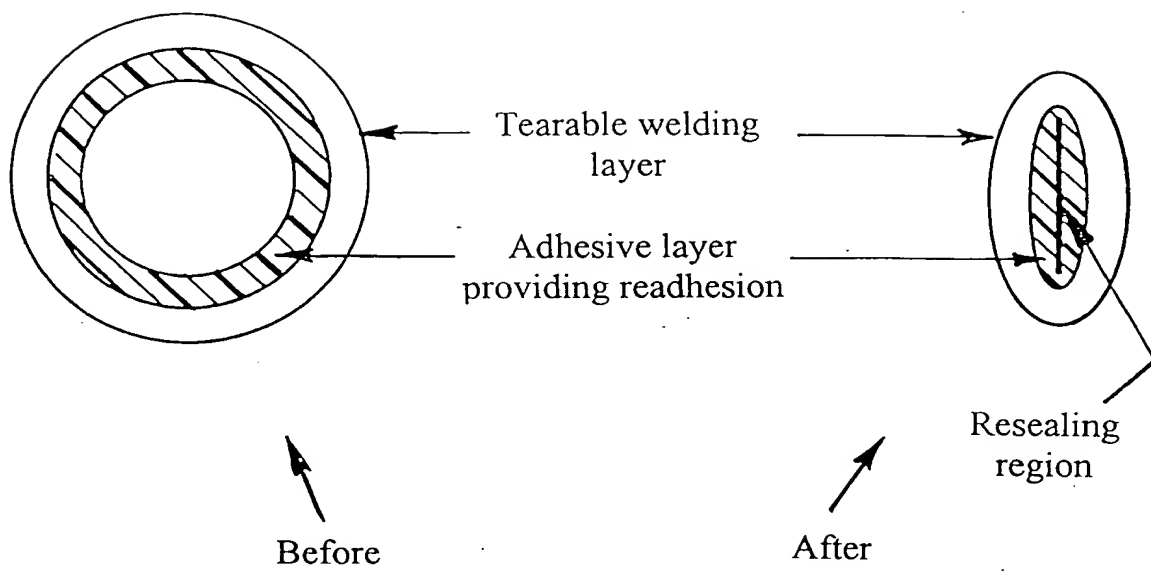 Tearable welding
layer
Adhesive layer
providing readhesion
Resealing
region
Before
After